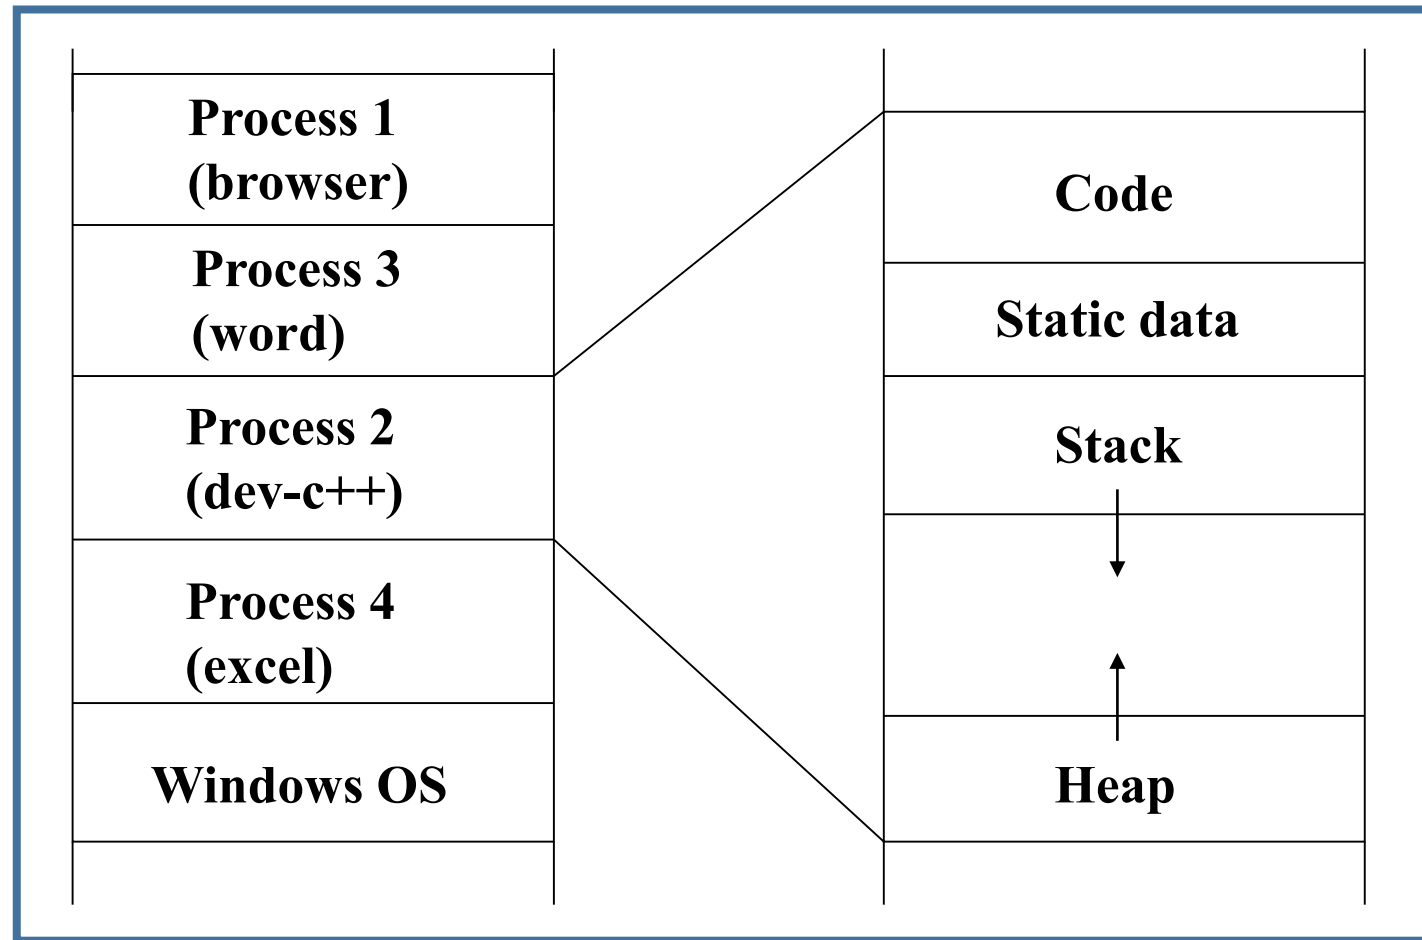 Process 1
(browser)
Process 3
(word)
Process 2
(dev-c++)
Process 4
(excel)
Windows OS
Code
Static data
Stack
Heap